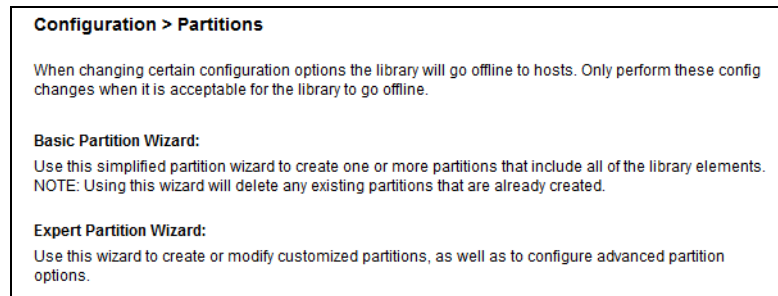 Configuration > Partitions
When changing certain configuration options the library will go offline to hosts. Only perform these config
changes when it is acceptable for the library to go offline.
Basic Partition Wizard:
Use this simplified partition wizard to create one or more partitions that include all of the library elements.
NOTE: Using this wizard will delete any existing partitions that are already created.
Expert Partition Wizard:
Use this wizard to create or modify customized partitions, as well as to configure advanced partition
options.